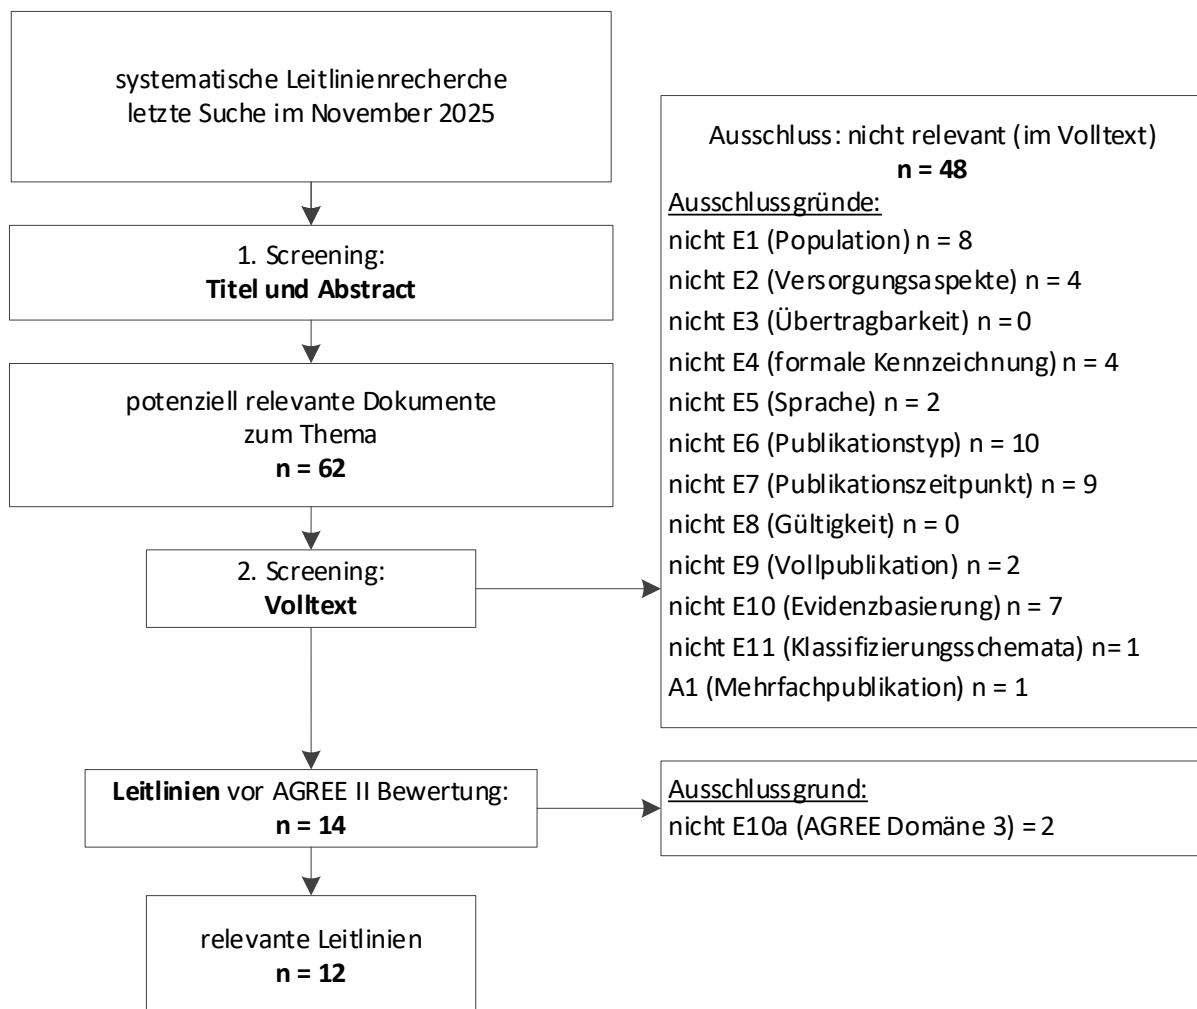 systematische Leitlinienrecherche
letzte Suche im November 2025
1. Screening:
Titel und Abstract
potenziell relevante Dokumente
zum Thema
n = 62
2. Screening:
Volltext
Ausschluss: nicht relevant (im Volltext)
n = 48
Ausschlussgründe:
nicht E1 (Population) n = 8
nicht E2 (Versorgungsaspekte) n = 4
nicht E3 (Übertragbarkeit) n = 0
nicht E4 (formale Kennzeichnung) n = 4
nicht E5 (Sprache) n = 2
nicht E6 (Publikationstyp) n = 10
nicht E7 (Publikationszeitpunkt) n = 9
nicht E8 (Gültigkeit) n = 0
nicht E9 (Vollpublikation) n = 2
nicht E10 (Evidenzbasierung) n = 7
nicht E11 (Klassifizierungsschemata) n= 1
A1 (Mehrfachpublikation) n = 1
Leitlinien vor AGREE II Bewertung:
n = 14
Ausschlussgrund:
nicht E10a (AGREE Domäne 3) = 2
relevante Leitlinien
n = 12